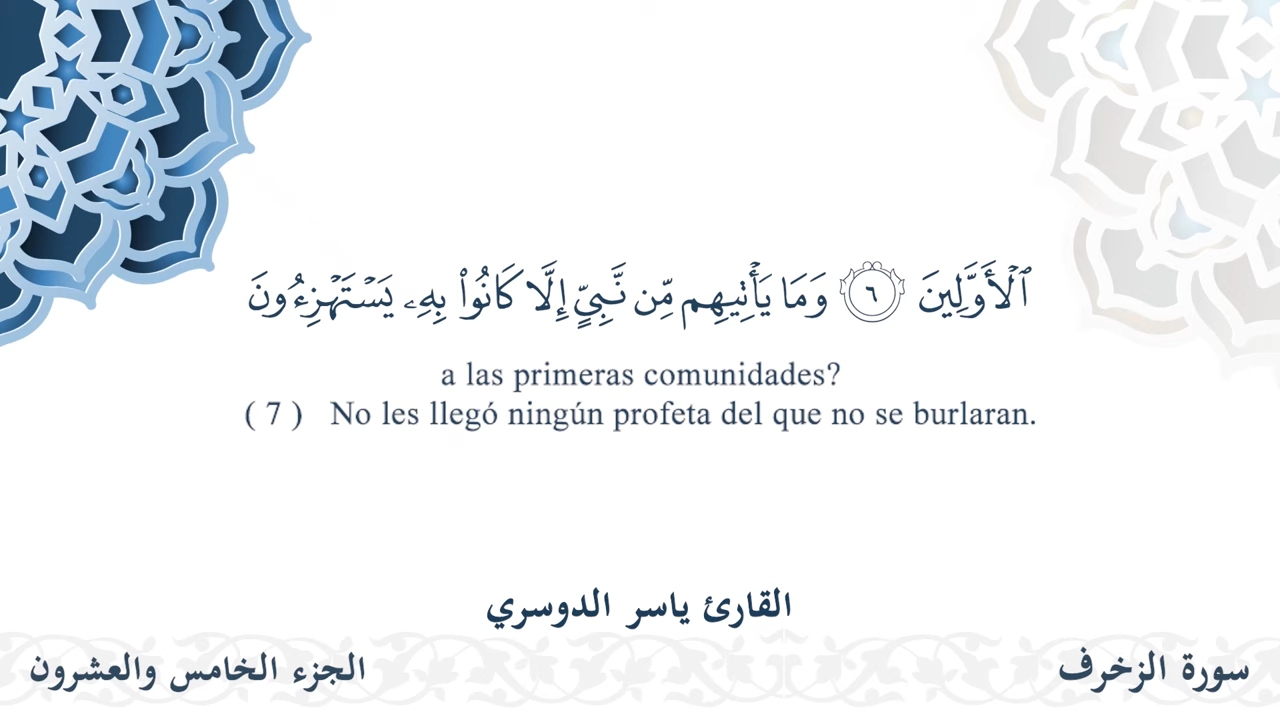 ٱلۡأَوَّلِينَ ٦ وَمَا يَأۡتِيهِم مِّن نَّبِيٍّ إِلَّا كَانُواْ بِهِۦ يَسۡتَهۡزِءُونَ
a las primeras comunidades?
( 7 ) No les llegó ningún profeta del que no se burlaran.
القارئ ياسر الدوسري
سورة الزخرف
الجزء الخامس والعشرون